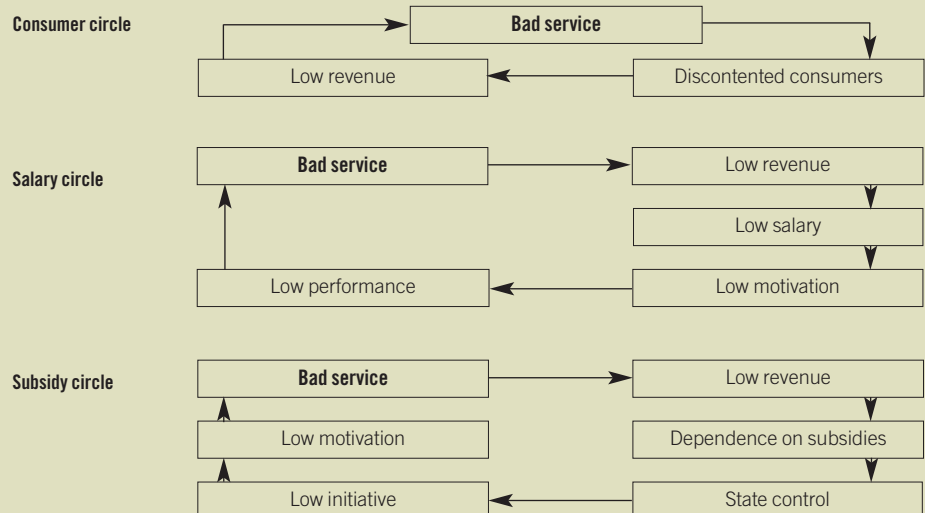 Consumer circle
Bad service
Low revenue
Discontented consumers
Salary circle
Bad service
Low revenue
Low salary
Low performance
Low motivation
Subsidy circle
Bad service
Low revenue
Low motivation
Dependence on subsidies
Low initiative
State control